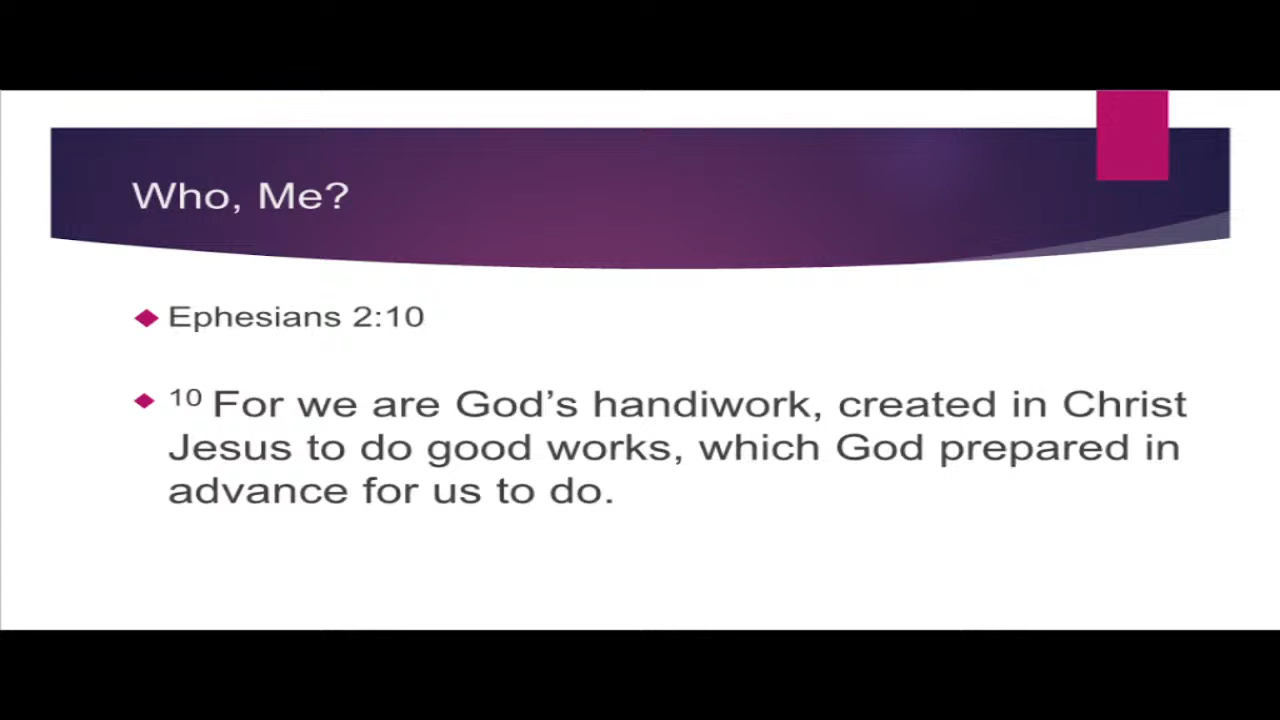 Who, Me?
Ephesians 2:10
10 For we are God’s handiwork, created in Christ
Jesus to do good works, which God prepared in
advance for us to do.